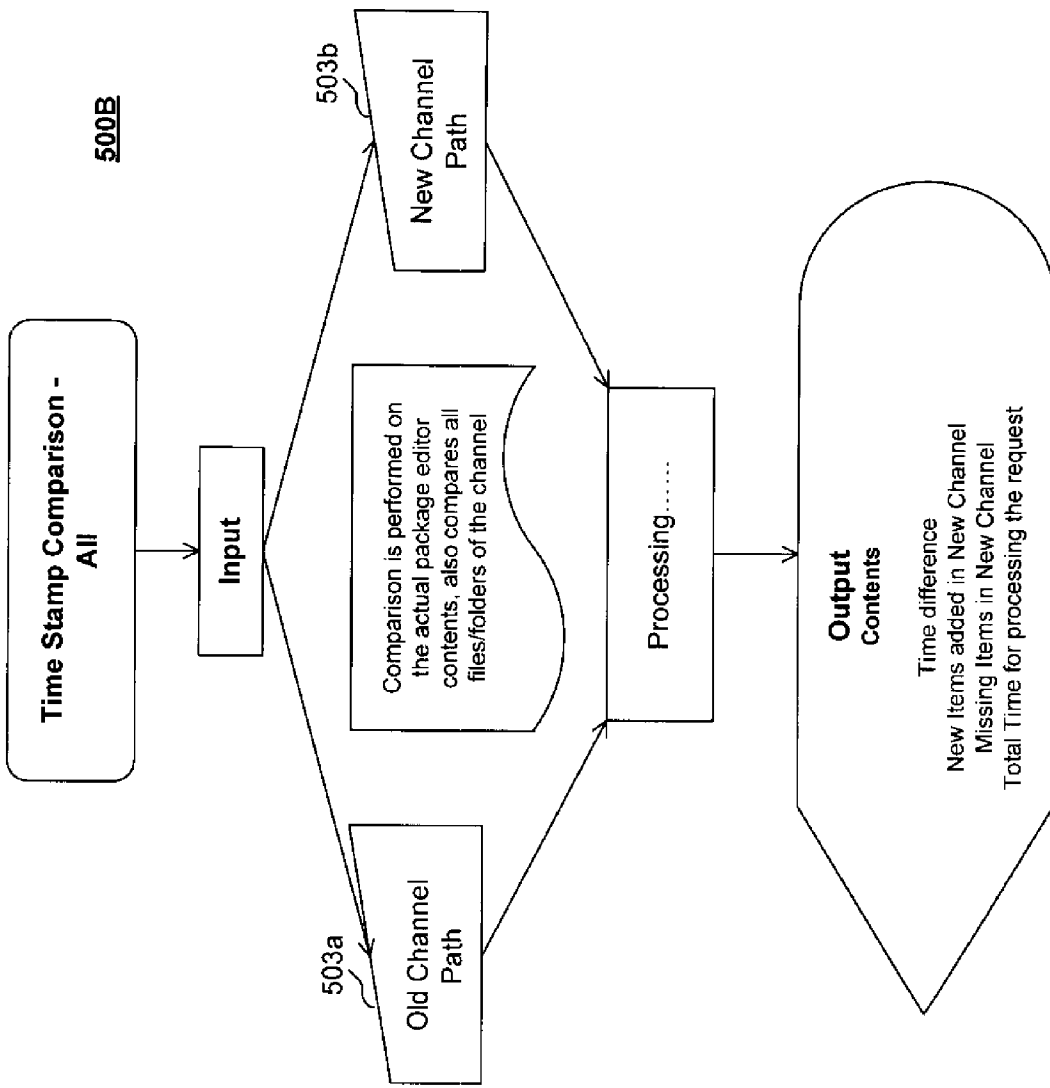 500B
Time Stamp Comparison -
All
Input
503a
Old Channel
Path
503b
New Channel
Path
Comparison is performed on
the actual package editor
contents, also compares all
files/folders of the channel
Processing......
Output
Contents
Time difference
New Items added in New Channel
Missing Items in New Channel
Total Time for processing the request